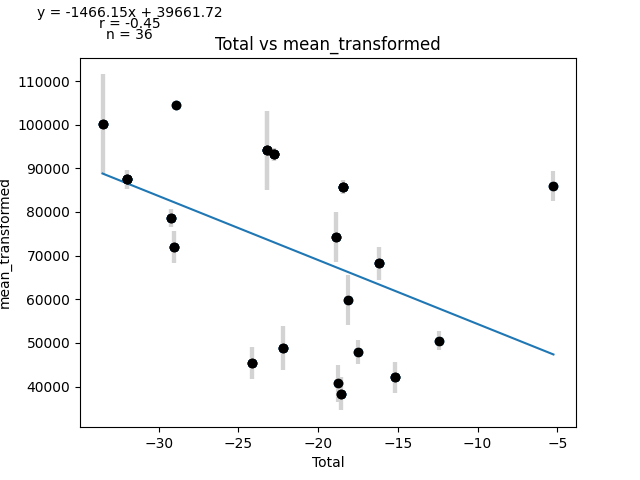 y = -1466.15x + 39661.72
r = -0.45
n = 36
Total vs mean_transformed
110000
100000
90000
80000
70000
60000
50000
40000
mean_transformed
−30
−25
−20
−15
−10
−5
Total